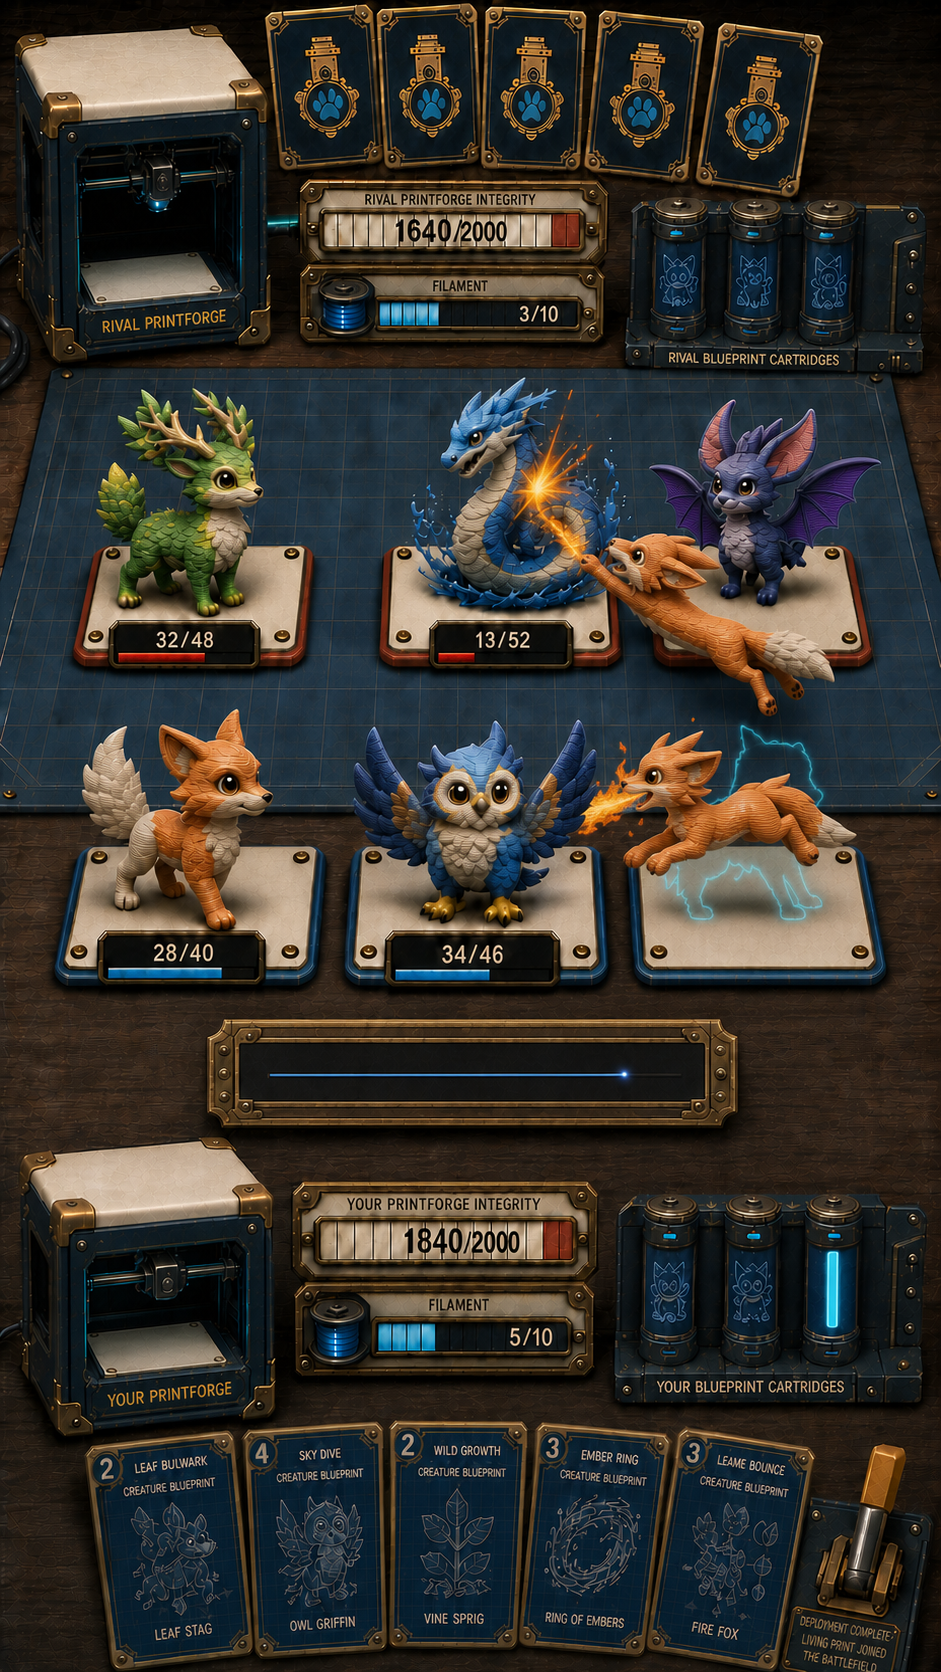 RIVAL PRINTFORGE INTEGRITY
1640/2000
FILAMENT
3/10
RIVAL PRINTFORGE
RIVAL BLUEPRINT CARTRIDGES
32/48
13/52
28/40
34/46
YOUR PRINTFORGE INTEGRITY
1840/2000
FILAMENT
5/10
YOUR PRINTFORGE
YOUR BLUEPRINT CARTRIDGES
2
LEAF BULWARK
CREATURE BLUEPRINT
LEAF STAG
4
SKY DIVE
CREATURE BLUEPRINT
OWL GRIFFIN
2
WILD GROWTH
CREATURE BLUEPRINT
VINE SPRIG
3
EMBER RING
CREATURE BLUEPRINT
RING OF EMBERS
3
LEAME BOUNCE
CREATURE BLUEPRINT
FIRE FOX
DEPLOYMENT COMPLETE:
LIVING PRINT JOINED
THE BATTLEFIELD